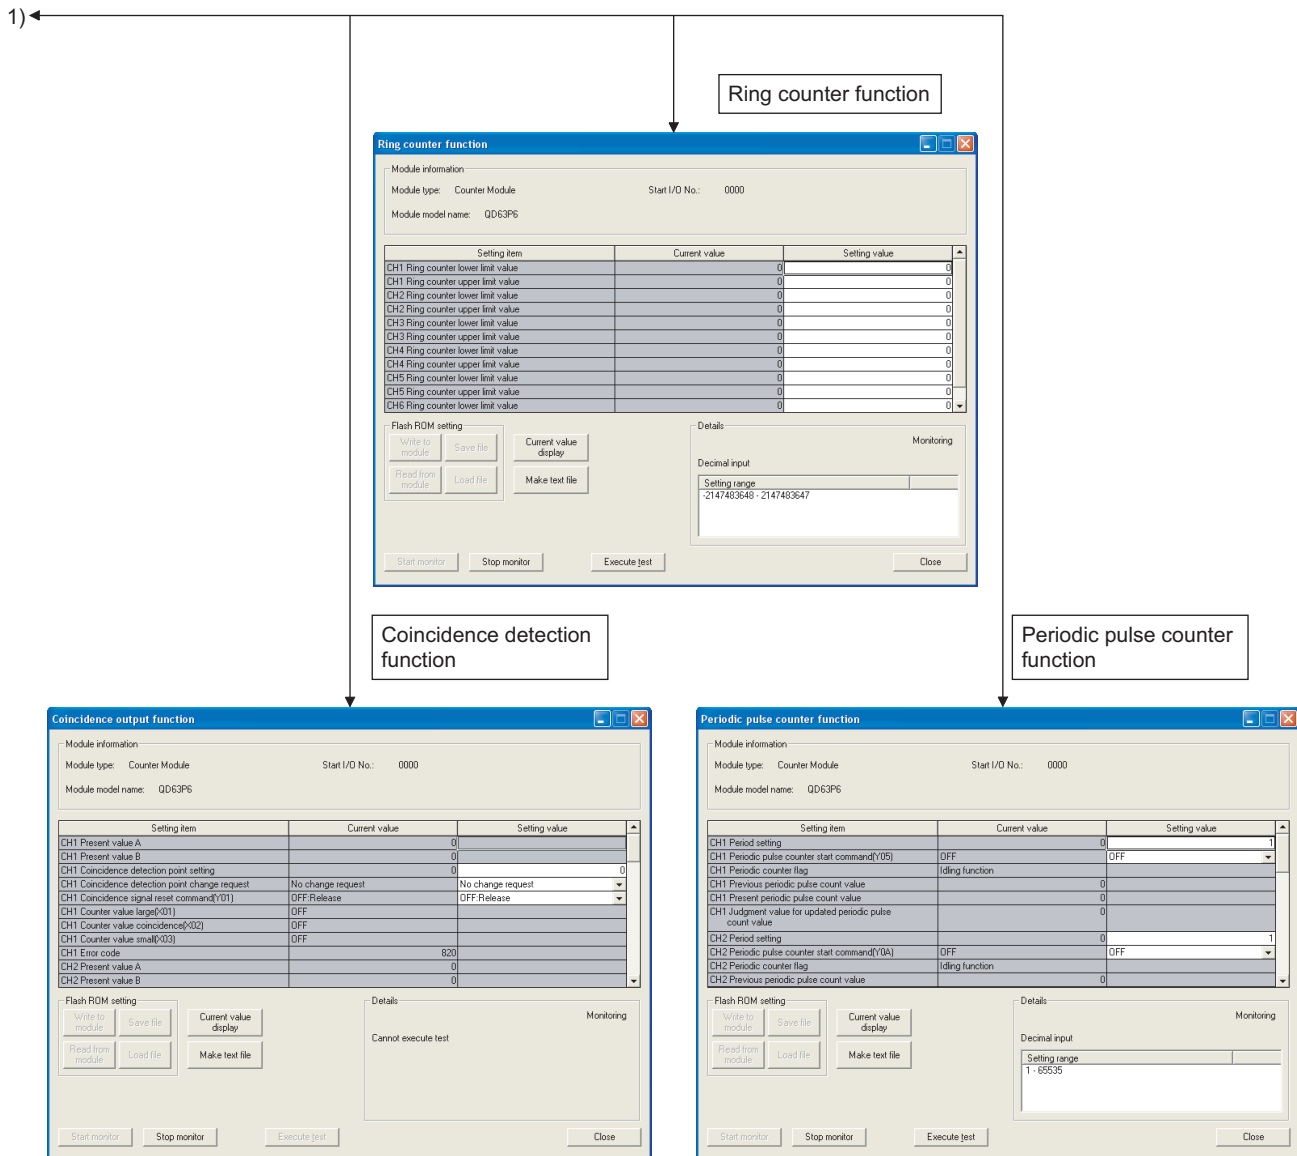 1)
Ring counter function
Ring counter function
Module information
Module type: Counter Module Start I/O No.: 0000
Module model name: QD63P6
Setting item Current value Setting value
CH1 Ring counter lower limit value 0 0
CH1 Ring counter upper limit value 0 0
CH2 Ring counter lower limit value 0 0
CH2 Ring counter upper limit value 0 0
CH3 Ring counter lower limit value 0 0
CH3 Ring counter upper limit value 0 0
CH4 Ring counter lower limit value 0 0
CH4 Ring counter upper limit value 0 0
CH5 Ring counter lower limit value 0 0
CH5 Ring counter upper limit value 0 0
CH6 Ring counter lower limit value 0 0
Flash ROM setting
Write to
module
Save file
Current value
display
Read from
module
Load file
Make text file
Details
Monitoring
Decimal input
Setting range
-2147483648 - 2147483647
Start monitor Stop monitor Execute test Close
Coincidence detection
function
Periodic pulse counter
function
Coincidence output function
Module information
Module type: Counter Module Start I/O No.: 0000
Module model name: QD63P6
Setting item Current value Setting value
CH1 Present value A 0
CH1 Present value B 0
CH1 Coincidence detection point setting 0 0
CH1 Coincidence detection point change request No change request No change request
CH1 Coincidence signal reset command(Y01) OFF:Release OFF:Release
CH1 Counter value large(X01) OFF
CH1 Counter value coincidence(X02) OFF
CH1 Counter value small(X03) OFF
CH1 Error code 820
CH2 Present value A 0
CH2 Present value B 0
Flash ROM setting
Write to
module
Save file
Current value
display
Read from
module
Load file
Make text file
Details
Monitoring
Cannot execute test
Start monitor Stop monitor Execute test Close
Periodic pulse counter function
Module information
Module type: Counter Module Start I/O No.: 0000
Module model name: QD63P6
Setting item Current value Setting value
CH1 Period setting 0 1
CH1 Periodic pulse counter start command(Y05) OFF OFF
CH1 Periodic counter flag Idling function
CH1 Previous periodic pulse count value 0
CH1 Present periodic pulse count value 0
CH1 Judgment value for updated periodic pulse 0
count value
CH2 Period setting 0 1
CH2 Periodic pulse counter start command(Y0A) OFF OFF
CH2 Periodic counter flag Idling function
CH2 Previous periodic pulse count value 0
Flash ROM setting
Write to
module
Save file
Current value
display
Read from
module
Load file
Make text file
Details
Monitoring
Decimal input
Setting range
1 - 65535
Start monitor Stop monitor Execute test Close